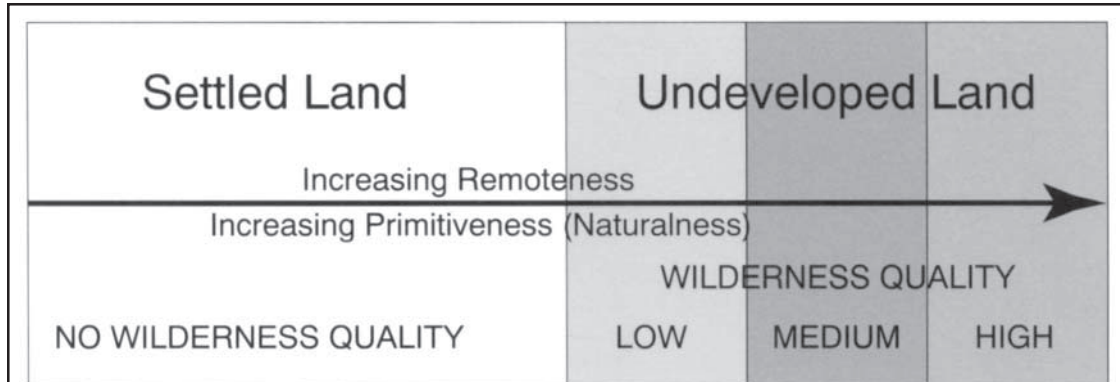 Settled Land
Undeveloped Land
Increasing Remoteness
Increasing Primitiveness (Naturalness)
WILDERNESS QUALITY
NO WILDERNESS QUALITY
LOW
MEDIUM
HIGH